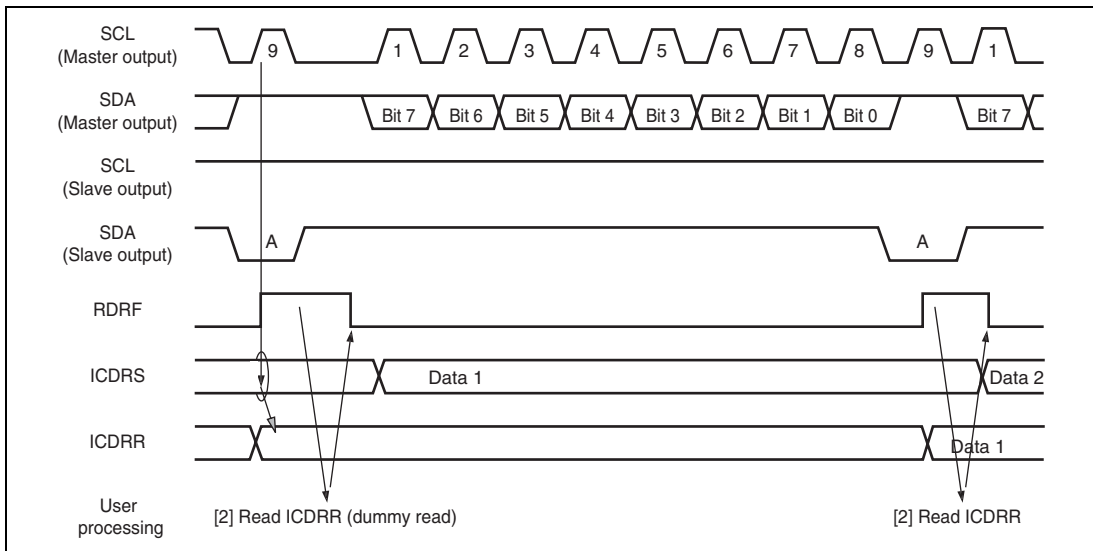 SCL
(Master output)
9 1 2 3 4 5 6 7 8 9 1
SDA
(Master output)
Bit 7 Bit 6 Bit 5 Bit 4 Bit 3 Bit 2 Bit 1 Bit 0 Bit 7
SCL
(Slave output)
SDA
(Slave output)
A A
RDRF
ICDRS
Data 1 Data 2
ICDRR
Data 1
User
processing
[2] Read ICDRR (dummy read) [2] Read ICDRR